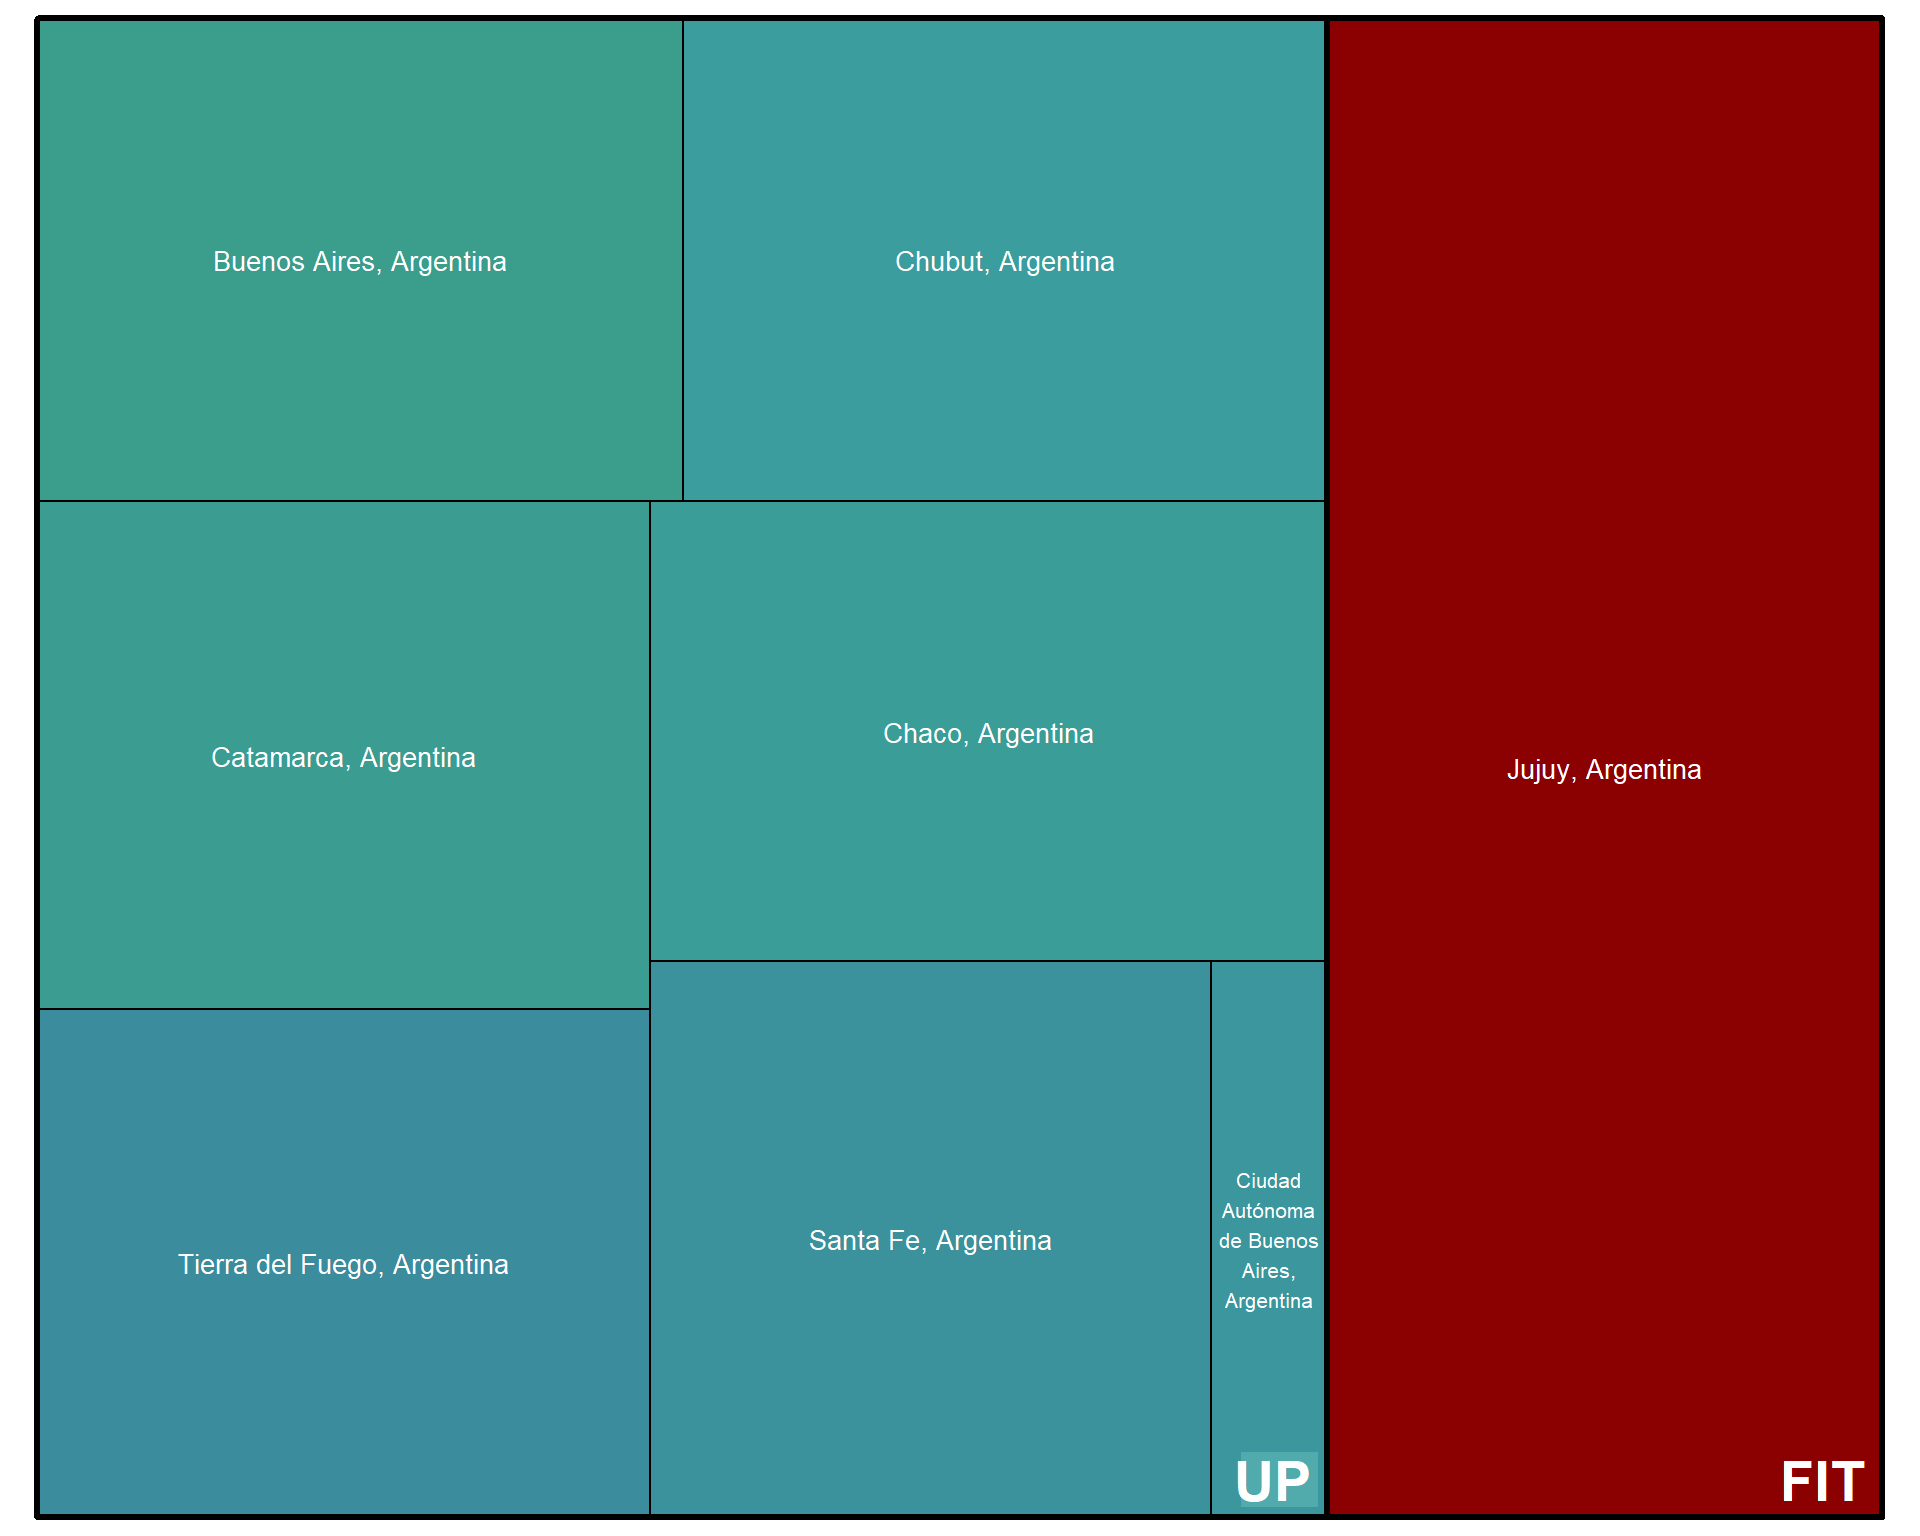 Buenos Aires, Argentina
Chubut, Argentina
Catamarca, Argentina
Chaco, Argentina
Jujuy, Argentina
Tierra del Fuego, Argentina
Santa Fe, Argentina
Ciudad
Autónoma
de Buenos
Aires,
Argentina
UP
FIT